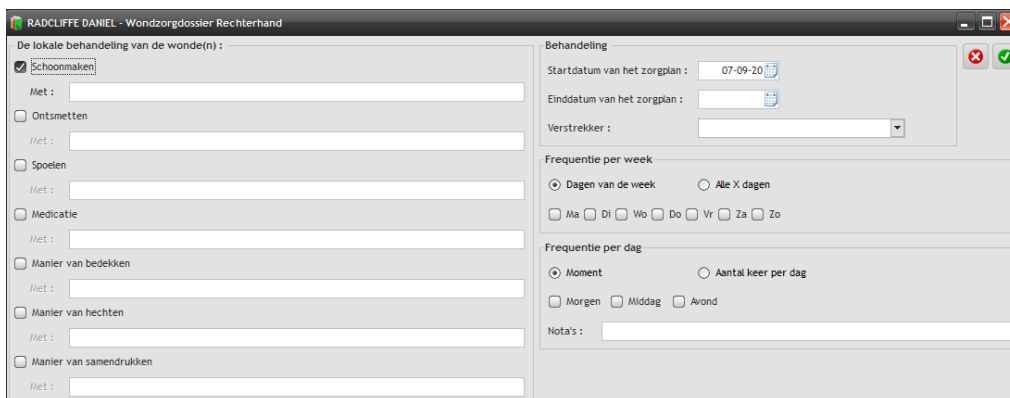 RADCLIFFE DANIEL - Wondzorgdossier Rechterhand
De lokale behandeling van de wonde(n) :
Schoonmaken
Met :
Ontsmetten
Met :
Spoelen
Met :
Medicatie
Met :
Manier van bedekken
Met :
Manier van hechten
Met :
Manier van samendrukken
Met :
Behandeling
Startdatum van het zorgplan : 07-09-20
Einddatum van het zorgplan :
Verstrekker :
Frequentie per week
Dagen van de week Alle X dagen
Ma Di Wo Do Vr Za Zo
Frequentie per dag
Moment Aantal keer per dag
Morgen Middag Avond
Nota's :